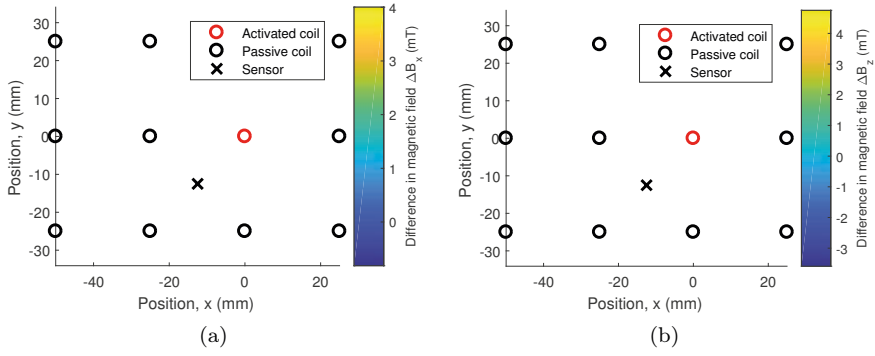 30
20
10
0
-10
-20
-30
Position, y (mm)
-40
-20
0
20
Position, x (mm)
Activated coil
Passive coil
Sensor
4
3
2
1
0
Difference in magnetic field ΔBx (mT)
(a)
30
20
10
0
-10
-20
-30
Position, y (mm)
-40
-20
0
20
Position, x (mm)
Activated coil
Passive coil
Sensor
4
3
2
1
0
-1
-2
-3
Difference in magnetic field ΔBz (mT)
(b)